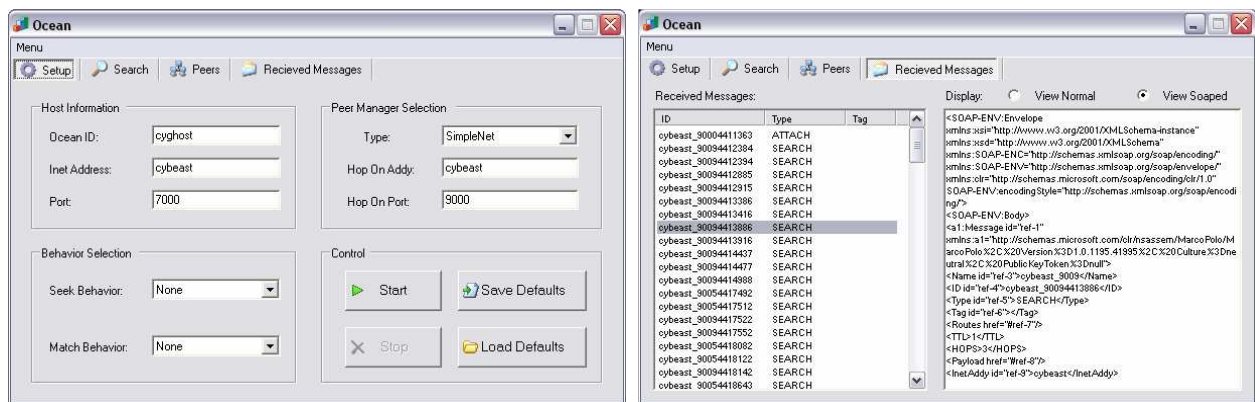 Ocean
Menu
Setup Search Peers Recieved Messages
Host Information
Ocean ID: cyghost
Inet Address: cybeast
Port: 7000
Peer Manager Selection
Type: SimpleNet
Hop On Addy: cybeast
Hop On Port: 9000
Behavior Selection
Seek Behavior: None
Match Behavior: None
Control
Start Save Defaults
Stop Load Defaults
Ocean
Menu
Setup Search Peers Recieved Messages
Received Messages:
ID Type Tag
cybeast_90004411363 ATTACH
cybeast_90094412384 SEARCH
cybeast_90094412394 SEARCH
cybeast_90094412885 SEARCH
cybeast_90094412915 SEARCH
cybeast_90094413386 SEARCH
cybeast_90094413416 SEARCH
cybeast_90094413886 SEARCH
cybeast_90094413916 SEARCH
cybeast_90094414437 SEARCH
cybeast_90094414477 SEARCH
cybeast_90094414988 SEARCH
cybeast_90054417492 SEARCH
cybeast_90054417512 SEARCH
cybeast_90094417522 SEARCH
cybeast_90094417552 SEARCH
cybeast_90054418082 SEARCH
cybeast_90054418122 SEARCH
cybeast_90094418142 SEARCH
cybeast_90054418643 SEARCH
Display: View Normal View Soaped
<SOAP-ENV:Envelope
xmlns:xsi="http://www.w3.org/2001/XMLSchema-instance"
xmlns:xsd="http://www.w3.org/2001/XMLSchema"
xmlns:SOAP-ENC="http://schemas.xmlsoap.org/soap/encoding/"
xmlns:SOAP-ENV="http://schemas.xmlsoap.org/soap/envelope/"
xmlns:clr="http://schemas.microsoft.com/soap/encoding/clr/1.0"
SOAP-ENV:encodingStyle="http://schemas.xmlsoap.org/soap/encodi
ng/">
<SOAP-ENV:Body>
<a1:Message id="ref-1"
xmlns:a1="http://schemas.microsoft.com/clr/nsassem/MarcoPolo/M
arcoPolo%2C%20Version%3D1.0.1195.41995%2C%20Culture%3Dne
utral%2C%20PublicKeyToken%3Dnull">
<Name id="ref-3">cybeast_9009</Name>
<ID id="ref-4">cybeast_90094413886</ID>
<Type id="ref-5">SEARCH</Type>
<Tag id="ref-6"></Tag>
<Routes href="#ref-7"/>
<TTL>1</TTL>
<HOPS>3</HOPS>
<Payload href="#ref-8"/>
<InetAddy id="ref-9">cybeast</InetAddy>